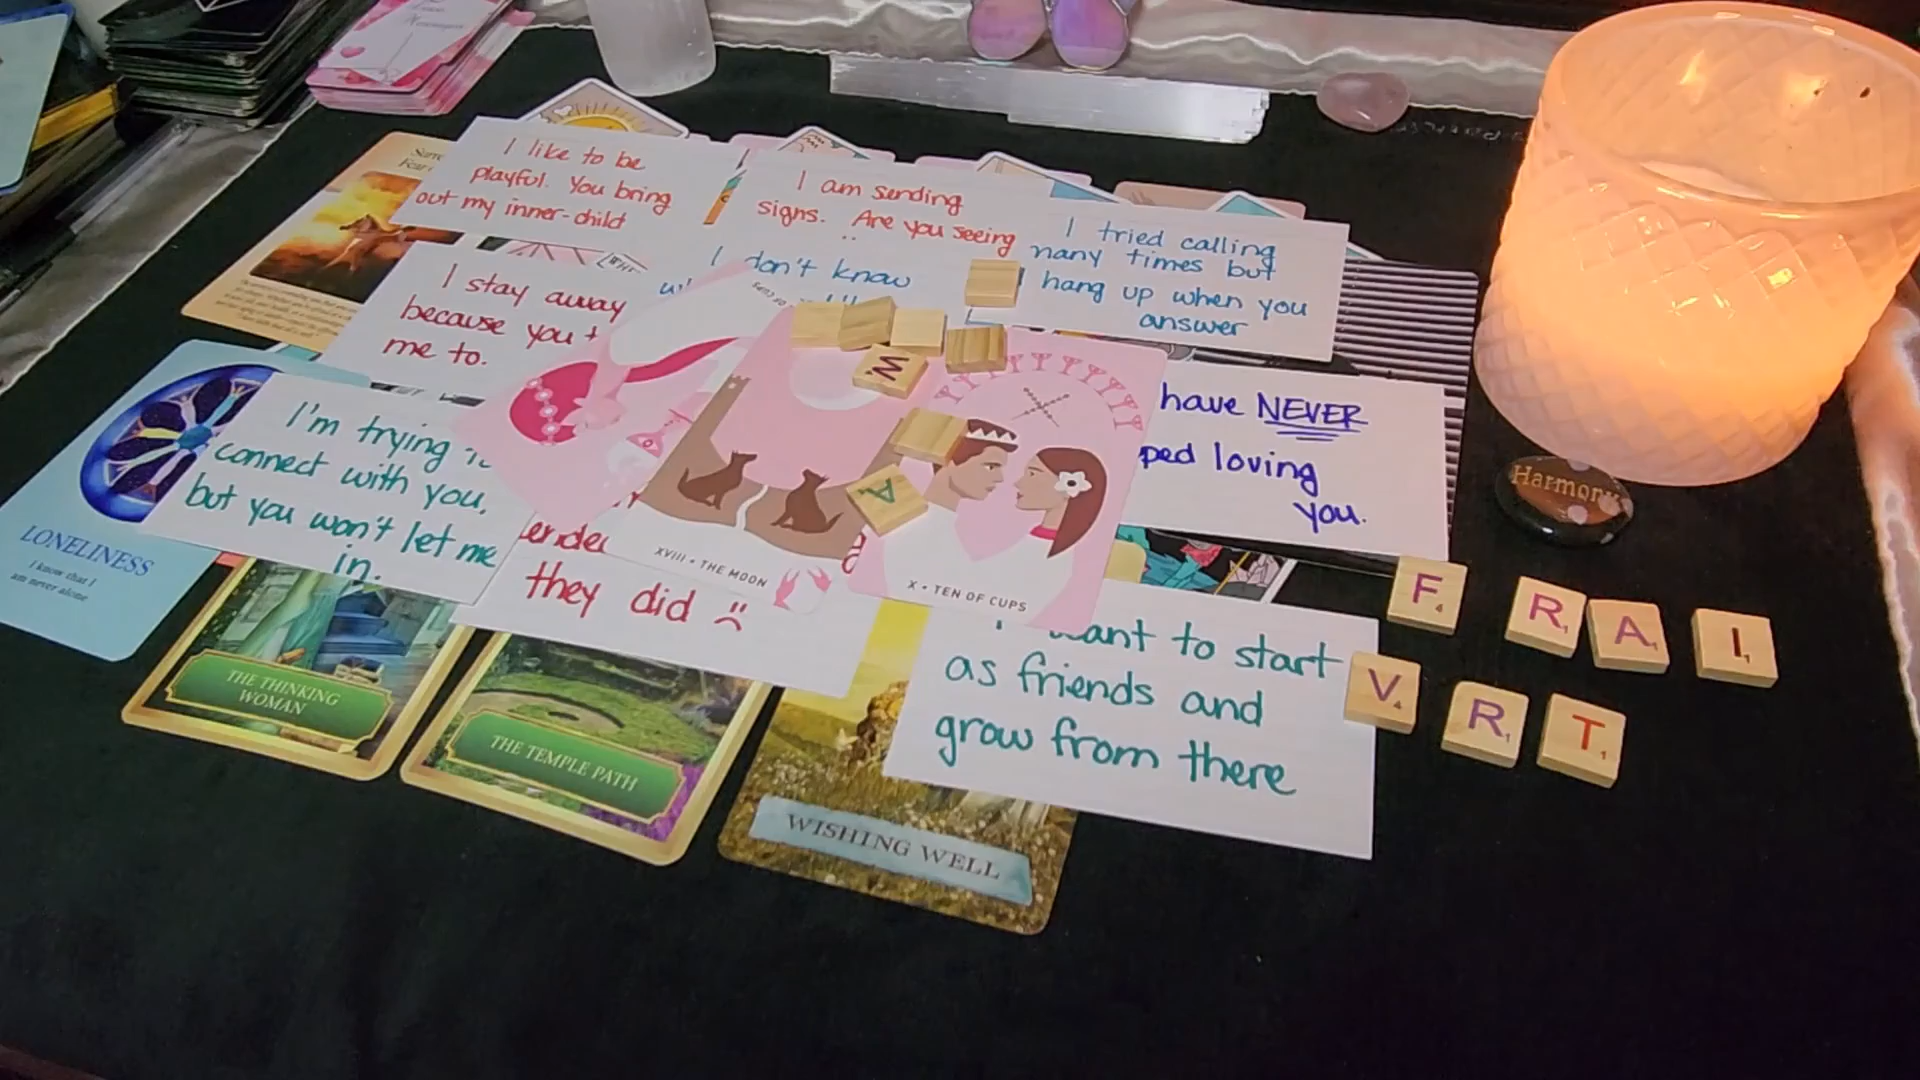 I like to be
playful. You bring
out my inner-child
I am sending
signs. Are you seeing
I tried calling
many times but
I hang up when you
answer
I don't know
I stay away
because you
me to.
have NEVER
loving
you.
I'm trying
connect with you,
but you won't let me
in.
they did
LONELINESS
I know that I
am never alone
XVIII • THE MOON
X • TEN OF CUPS
W
A
Harmony
F R A I
V R T
want to start
as friends and
grow from there
THE THINKING
WOMAN
THE TEMPLE PATH
WISHING WELL